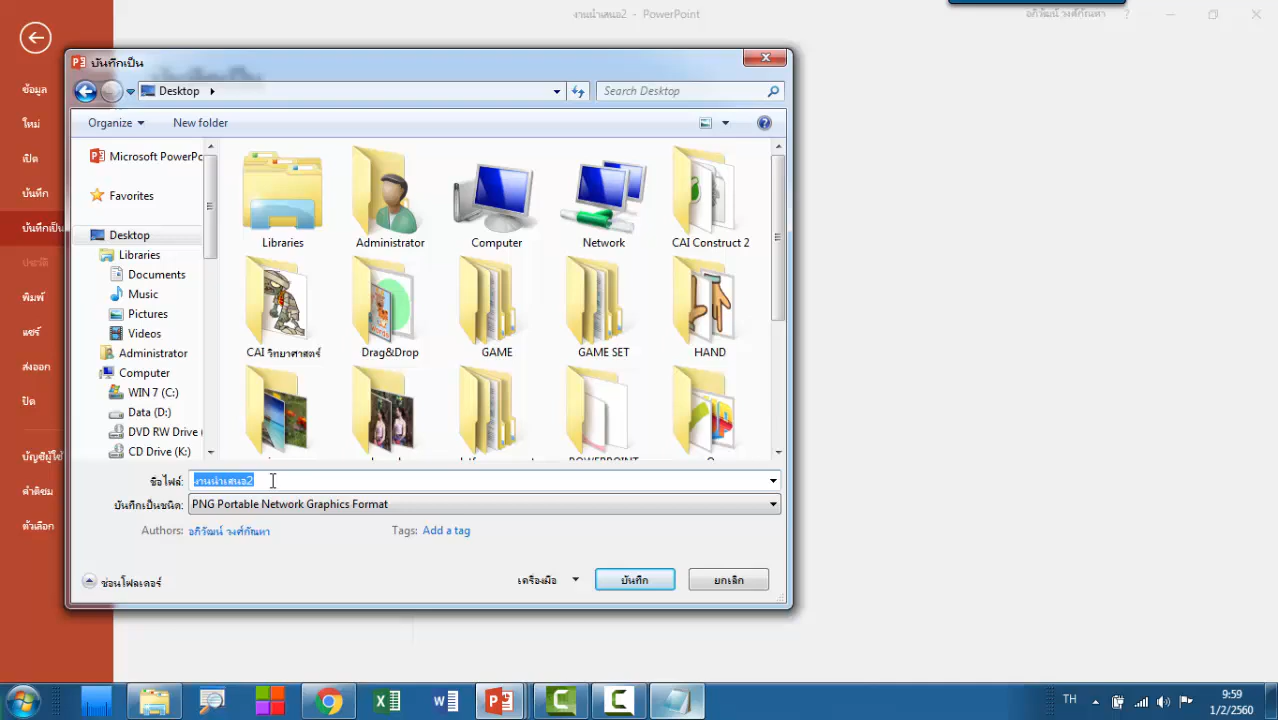 งานนำเสนอ2 - PowerPoint
อภิวัฒน์ วงศ์กัณหา
?
บันทึกเป็น
Desktop
Search Desktop
Organize
New folder
ข้อมูล
ใหม่
เปิด
บันทึก
บันทึกเป็น
ประวัติ
พิมพ์
แชร์
ส่งออก
ปิด
บัญชีผู้ใช้
คำติชม
ตัวเลือก
Microsoft PowerPo
Favorites
Desktop
Libraries
Documents
Music
Pictures
Videos
Administrator
Computer
WIN 7 (C:)
Data (D:)
DVD RW Drive (
CD Drive (K:)
Libraries
Administrator
Computer
Network
CAI Construct 2
CAI วิทยาศาสตร์
Drag&Drop
GAME
GAME SET
HAND
POWERPOINT
ชื่อไฟล์:
งานนำเสนอ2
บันทึกเป็นชนิด:
PNG Portable Network Graphics Format
Authors:
อภิวัฒน์ วงศ์กัณหา
Tags:
Add a tag
ซ่อนโฟลเดอร์
เครื่องมือ
บันทึก
ยกเลิก
TH
9:59
1/2/2560